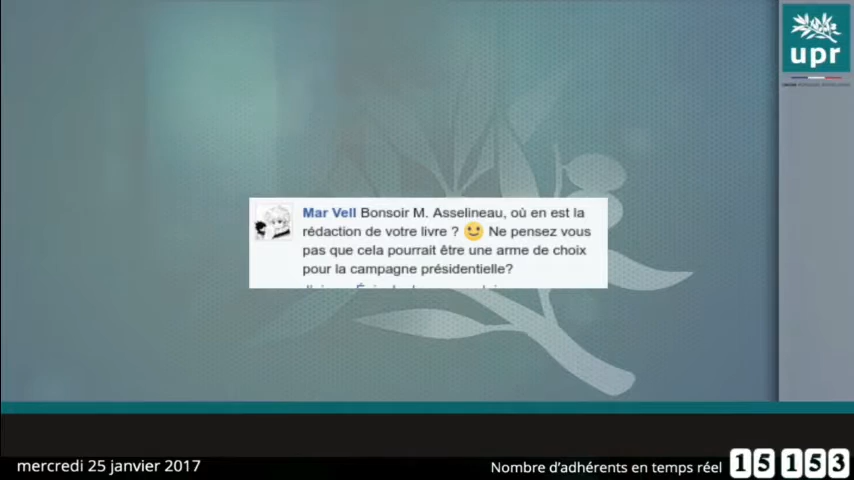 upr
Mar Vell Bonsoir M. Asselineau, où en est la
rédaction de votre livre ? 🙂 Ne pensez vous
pas que cela pourrait être une arme de choix
pour la campagne présidentielle?
mercredi 25 janvier 2017
Nombre d'adhérents en temps réel 15 153